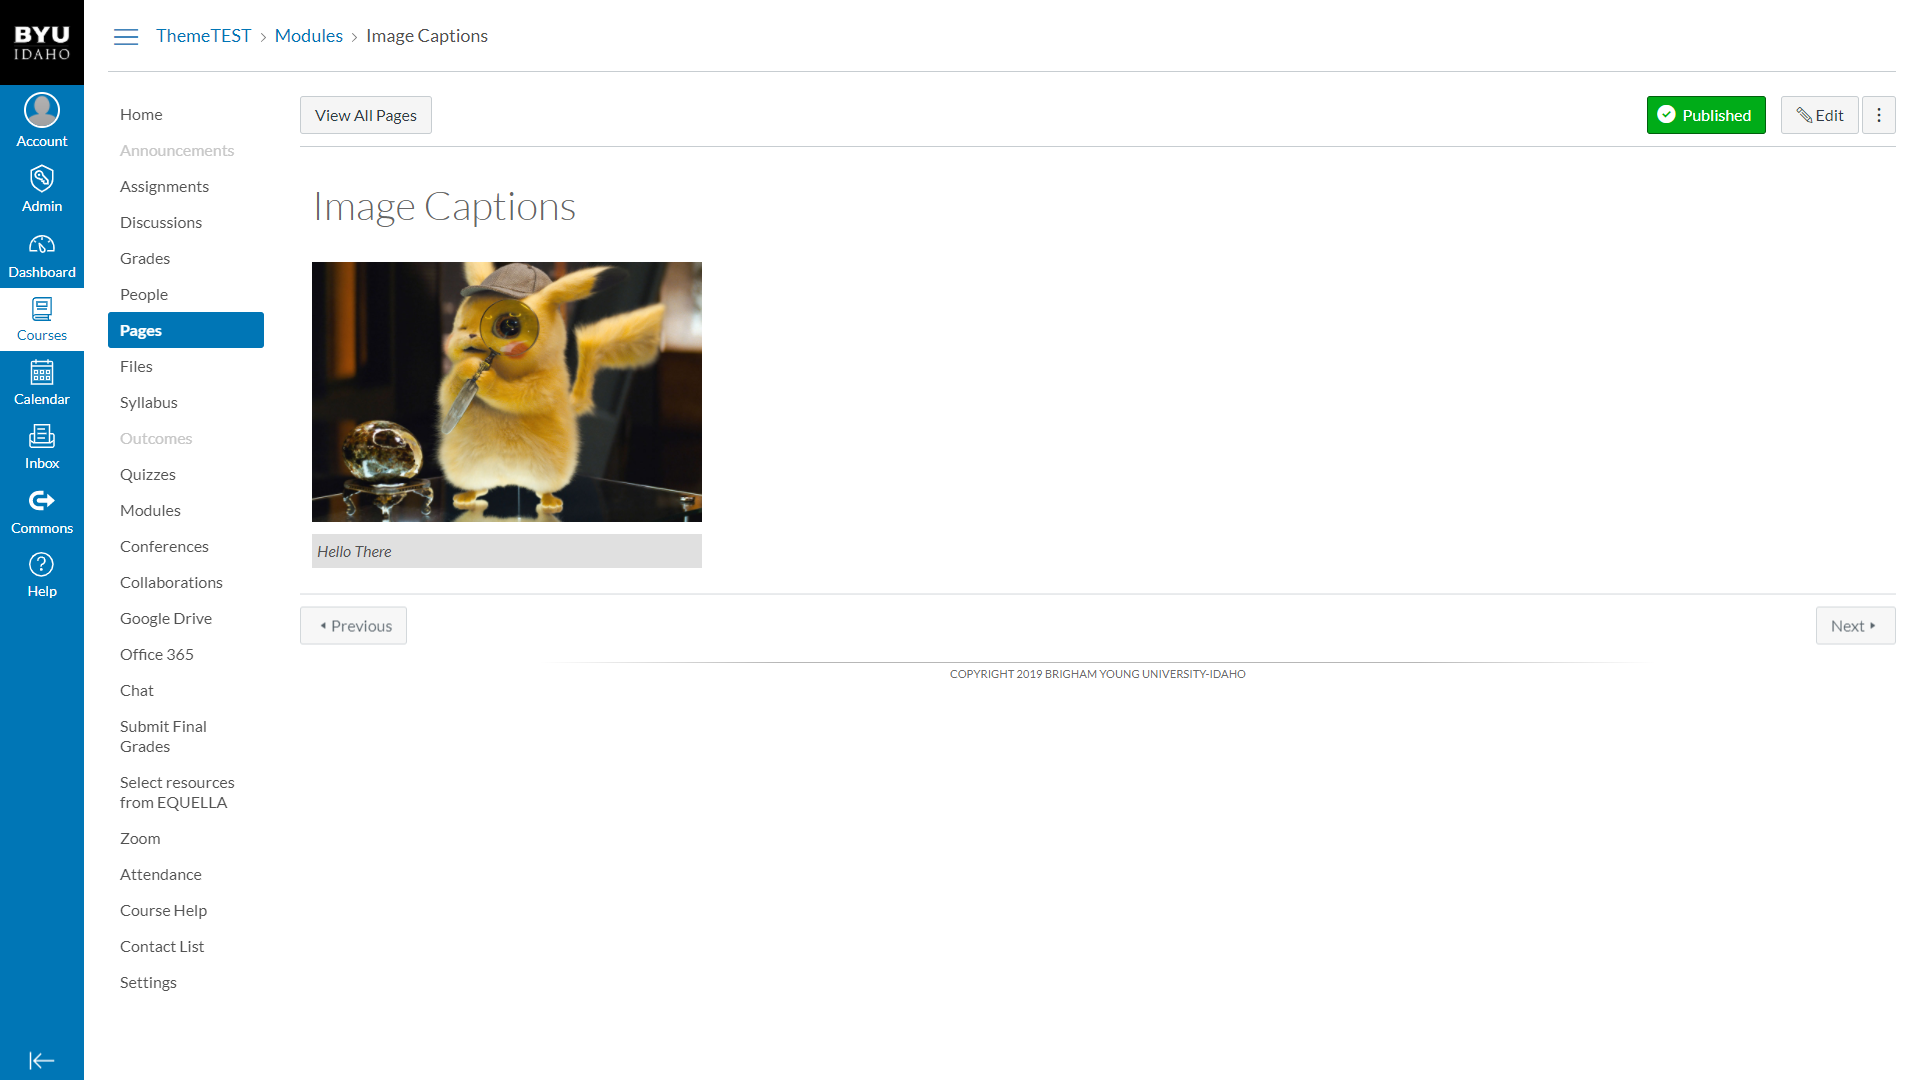 BYU
IDAHO
Account
Admin
Dashboard
Courses
Calendar
Inbox
Commons
Help
ThemeTEST > Modules > Image Captions
Home
Announcements
Assignments
Discussions
Grades
People
Pages
Files
Syllabus
Outcomes
Quizzes
Modules
Conferences
Collaborations
Google Drive
Office 365
Chat
Submit Final
Grades
Select resources
from EQUELLA
Zoom
Attendance
Course Help
Contact List
Settings
View All Pages
Published
Edit
Image Captions
Hello There
Previous
Next
COPYRIGHT 2019 BRIGHAM YOUNG UNIVERSITY-IDAHO